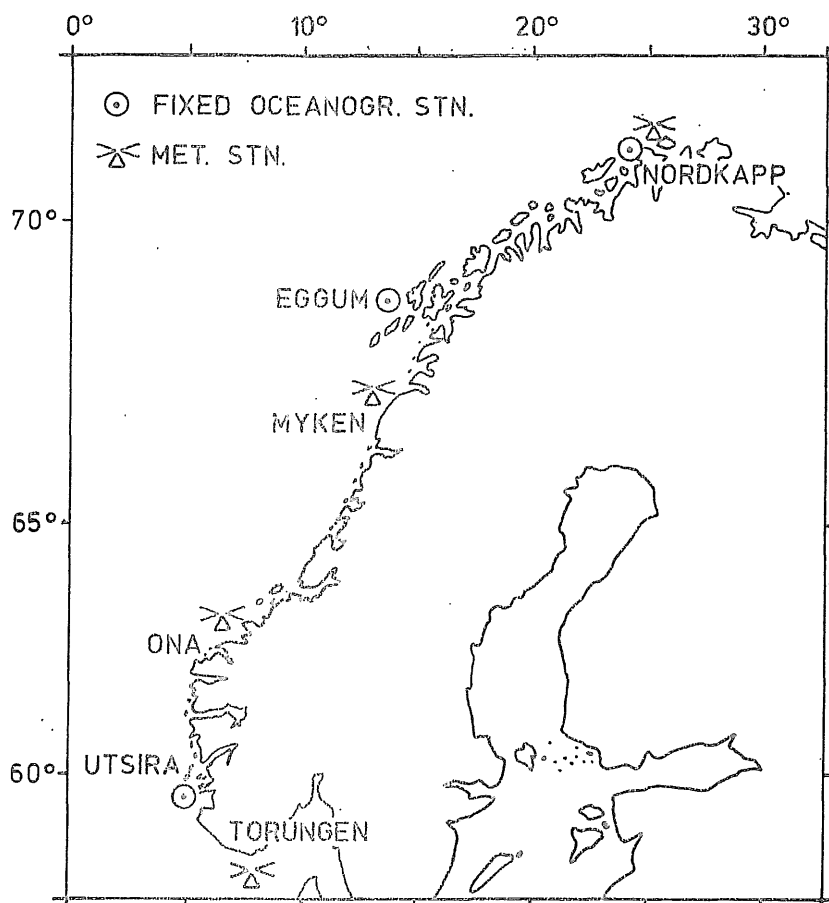 0° 10° 20° 30°
FIXED OCEANOGR. STN.
MET. STN.
NORDKAPP
70°
EGGUM
MYKEN
65°
ONA
UTSIRA
60°
TORUNGEN